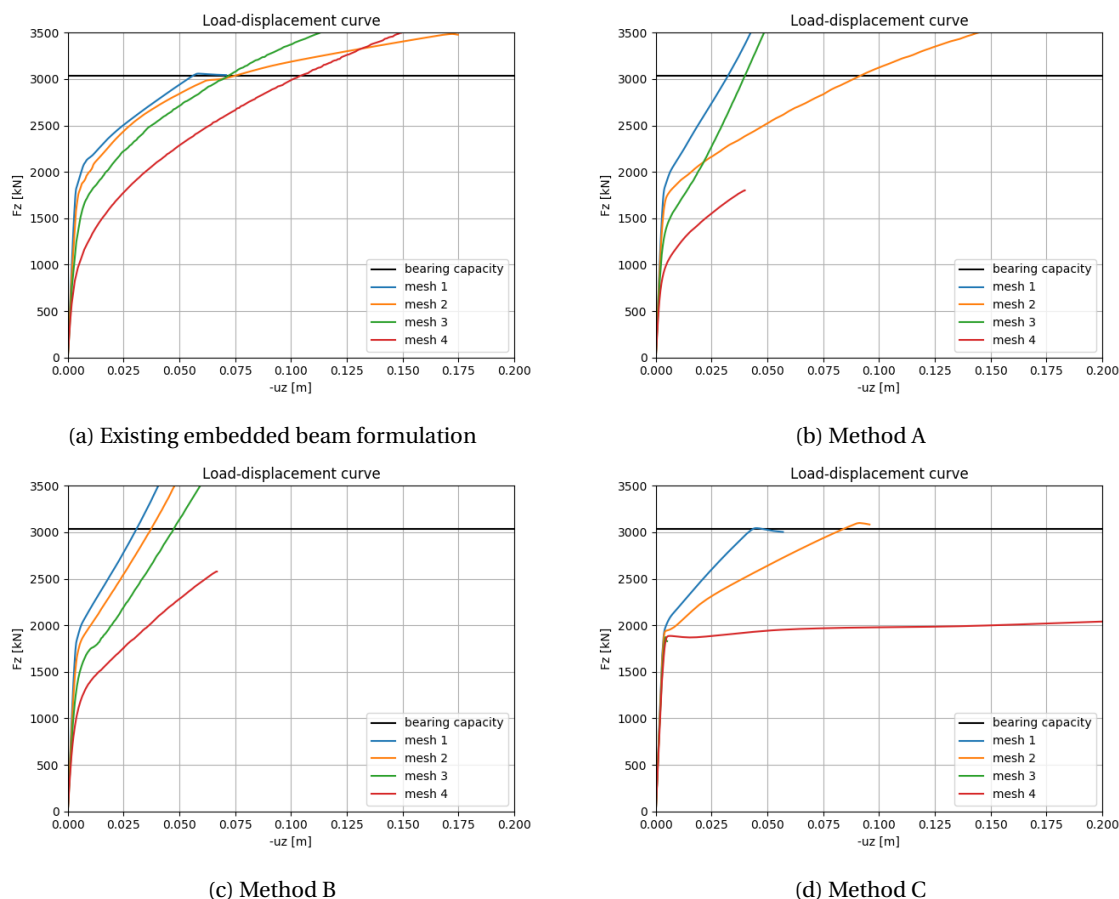 Load-displacement curve
3500
3000
2500
2000
1500
1000
500
0
Fz [kN]
bearing capacity
mesh 1
mesh 2
mesh 3
mesh 4
0.000 0.025 0.050 0.075 0.100 0.125 0.150 0.175 0.200
-uz [m]
(a) Existing embedded beam formulation
Load-displacement curve
3500
3000
2500
2000
1500
1000
500
0
Fz [kN]
bearing capacity
mesh 1
mesh 2
mesh 3
mesh 4
0.000 0.025 0.050 0.075 0.100 0.125 0.150 0.175 0.200
-uz [m]
(b) Method A
Load-displacement curve
3500
3000
2500
2000
1500
1000
500
0
Fz [kN]
bearing capacity
mesh 1
mesh 2
mesh 3
mesh 4
0.000 0.025 0.050 0.075 0.100 0.125 0.150 0.175 0.200
-uz [m]
(c) Method B
Load-displacement curve
3500
3000
2500
2000
1500
1000
500
0
Fz [kN]
bearing capacity
mesh 1
mesh 2
mesh 3
mesh 4
0.000 0.025 0.050 0.075 0.100 0.125 0.150 0.175 0.200
-uz [m]
(d) Method C